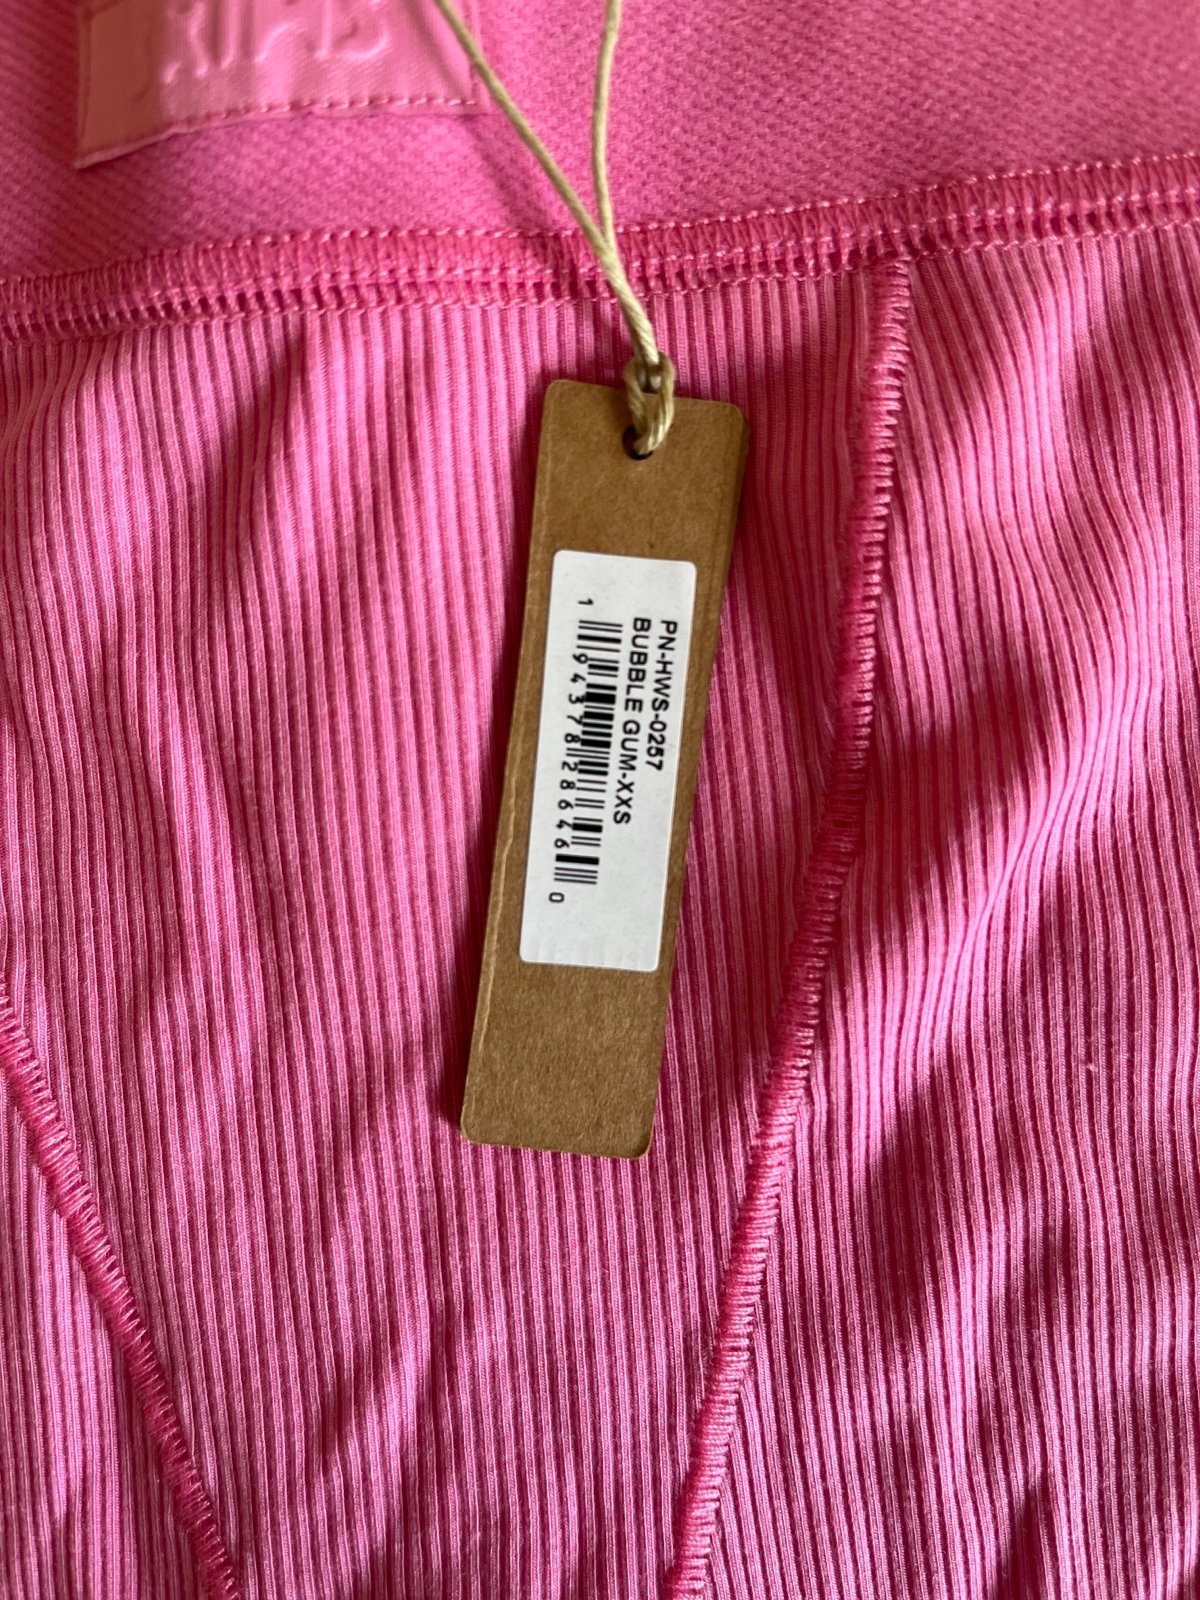 PN-HWS-0257
BUBBLE GUM-XXS
1 94378 28646 0